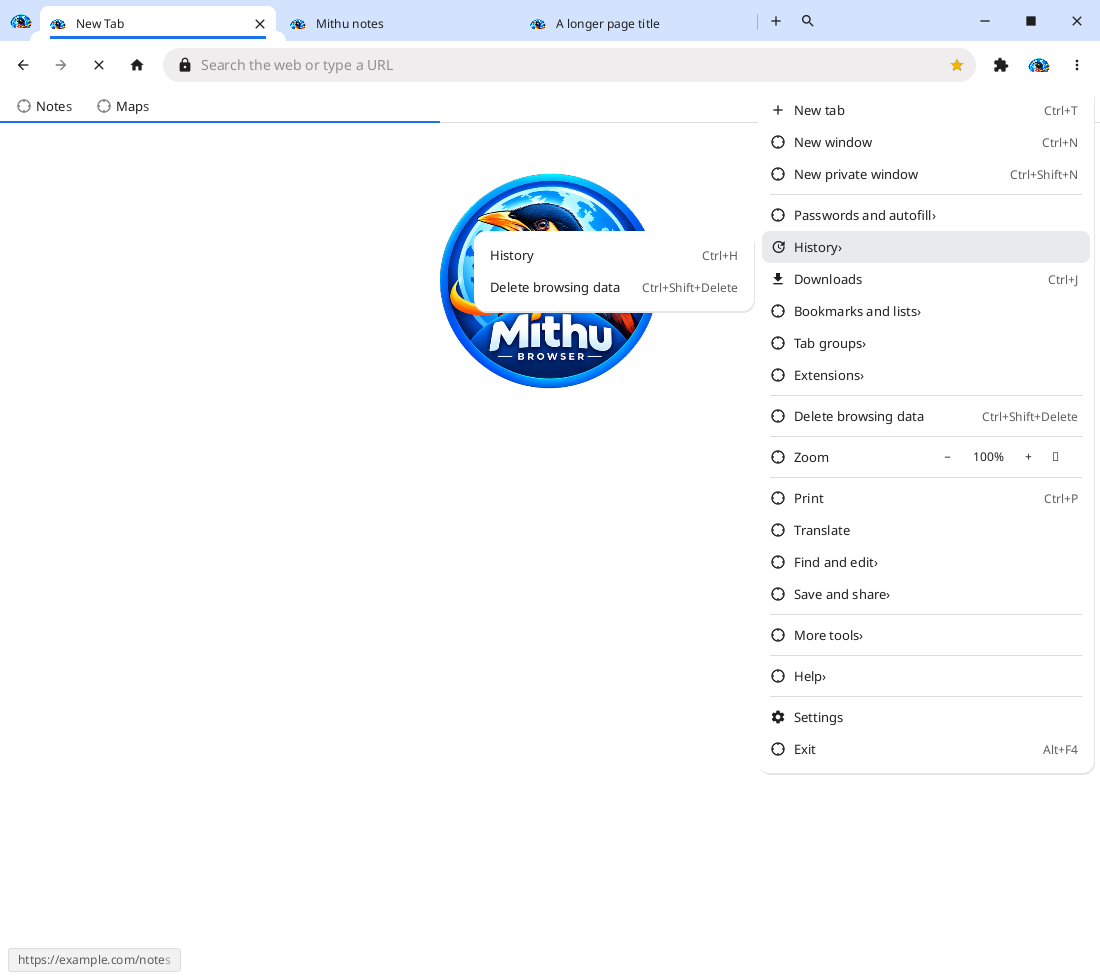 New Tab
Mithu notes
A longer page title
Search the web or type a URL
Notes
Maps
New tab Ctrl+T
New window Ctrl+N
New private window Ctrl+Shift+N
Passwords and autofill›
History›
Downloads Ctrl+J
Bookmarks and lists›
Tab groups›
Extensions›
Delete browsing data Ctrl+Shift+Delete
Zoom − 100% +
Print Ctrl+P
Translate
Find and edit›
Save and share›
More tools›
Help›
Settings
Exit Alt+F4
History Ctrl+H
Delete browsing data Ctrl+Shift+Delete
Mithu
BROWSER
https://example.com/notes